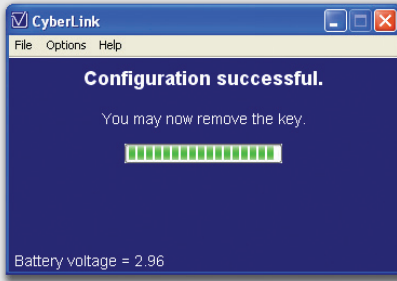 CyberLink
File Options Help
Configuration successful.
You may now remove the key.
Battery voltage = 2.96